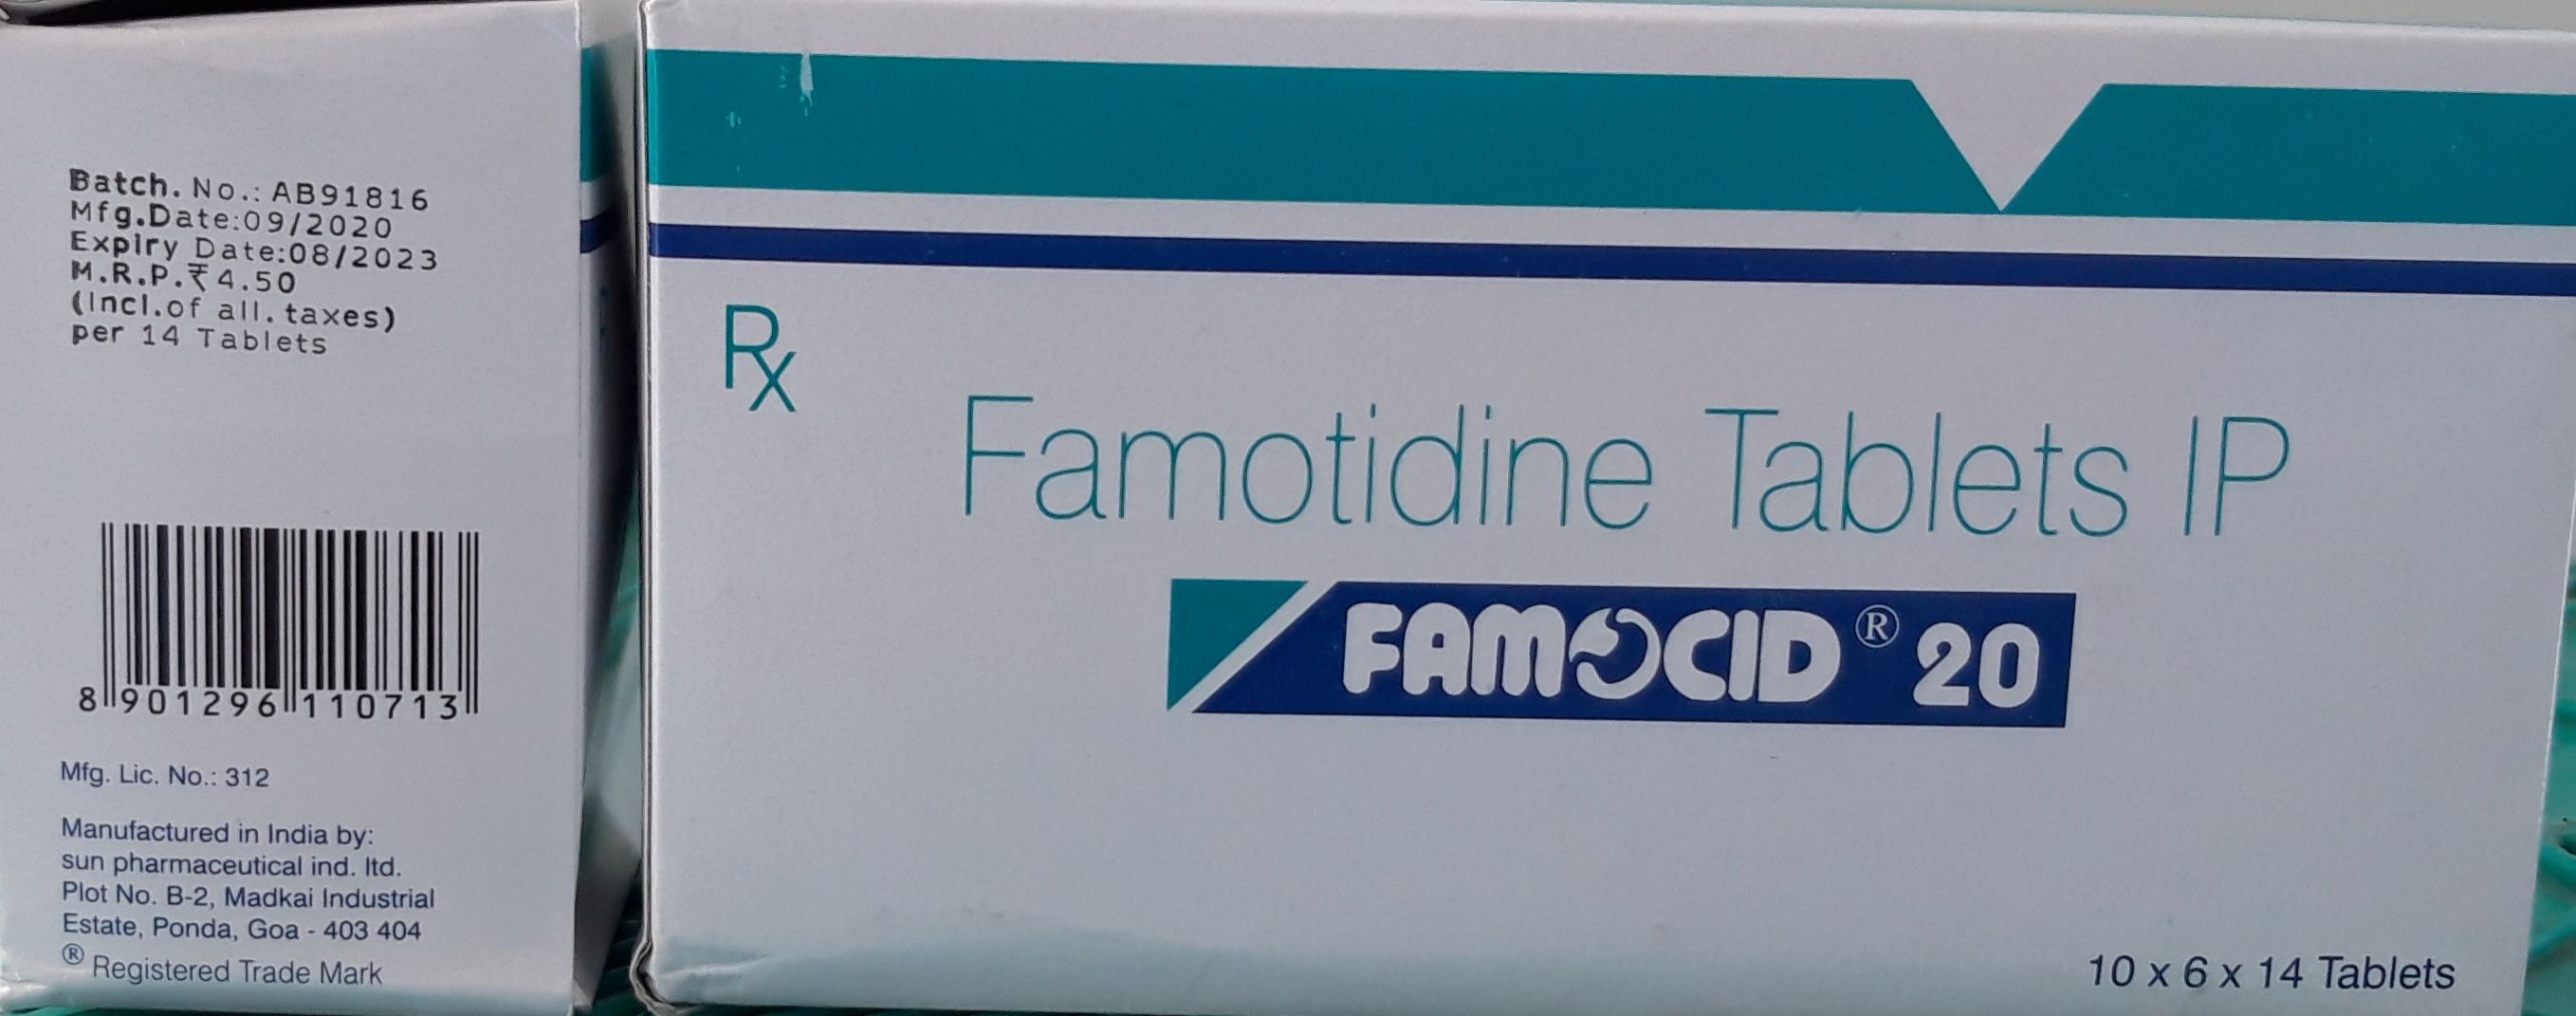 Batch. No.: AB91816
Mfg.Date:09/2020
Expiry Date:08/2023
M.R.P.₹4.50
(Incl.of all. taxes)
per 14 Tablets
8 901296 110713
Mfg. Lic. No.: 312
Manufactured in India by:
sun pharmaceutical ind. ltd.
Plot No. B-2, Madkai Industrial
Estate, Ponda, Goa - 403 404
® Registered Trade Mark
Rx
Famotidine Tablets IP
FAMOCID® 20
10 x 6 x 14 Tablets